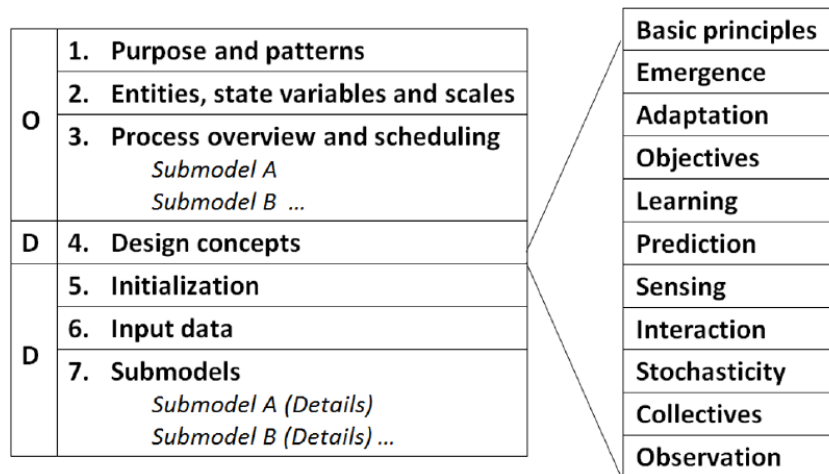 O
1. Purpose and patterns
2. Entities, state variables and scales
3. Process overview and scheduling
Submodel A
Submodel B ...
D
4. Design concepts
D
5. Initialization
6. Input data
7. Submodels
Submodel A (Details)
Submodel B (Details) ...
Basic principles
Emergence
Adaptation
Objectives
Learning
Prediction
Sensing
Interaction
Stochasticity
Collectives
Observation